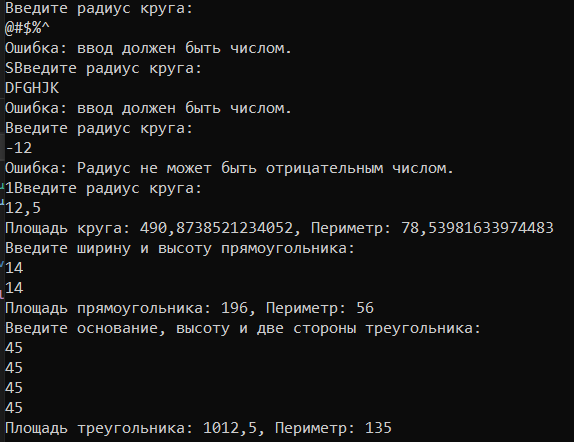 Введите радиус круга:
@#$%^
Ошибка: ввод должен быть числом.
SВведите радиус круга:
DFGHJK
Ошибка: ввод должен быть числом.
Введите радиус круга:
-12
Ошибка: Радиус не может быть отрицательным числом.
1Введите радиус круга:
12,5
Площадь круга: 490,8738521234052, Периметр: 78,53981633974483
Введите ширину и высоту прямоугольника:
14
14
Площадь прямоугольника: 196, Периметр: 56
Введите основание, высоту и две стороны треугольника:
45
45
45
45
Площадь треугольника: 1012,5, Периметр: 135